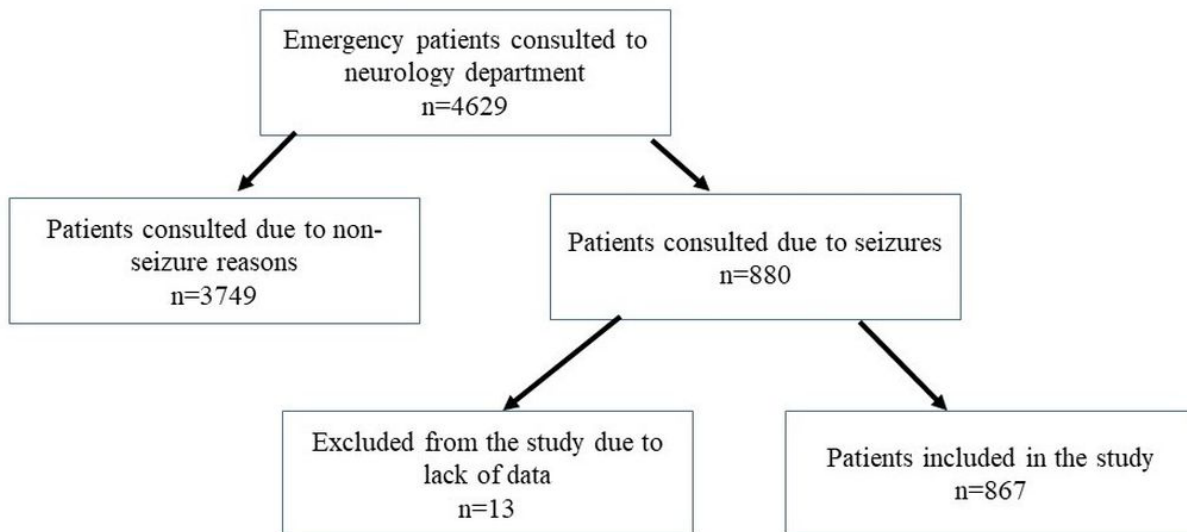 Emergency patients consulted to
neurology department
n=4629
Patients consulted due to non-
seizure reasons
n=3749
Patients consulted due to seizures
n=880
Excluded from the study due to
lack of data
n=13
Patients included in the study
n=867